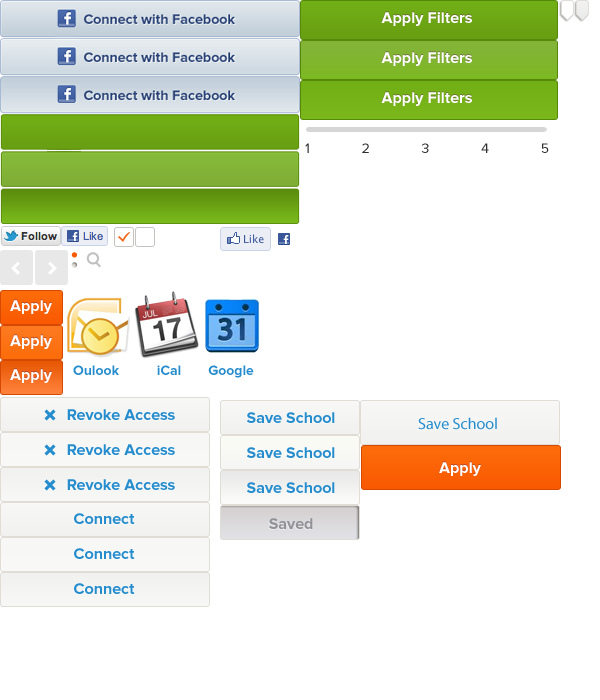 Connect with Facebook
Apply Filters
Connect with Facebook
Apply Filters
Connect with Facebook
Apply Filters
1 2 3 4 5
Follow
Like
Like
Apply
Apply
Apply
JUL
17
31
Oulook
iCal
Google
Revoke Access
Revoke Access
Revoke Access
Connect
Connect
Connect
Save School
Save School
Save School
Saved
Save School
Apply